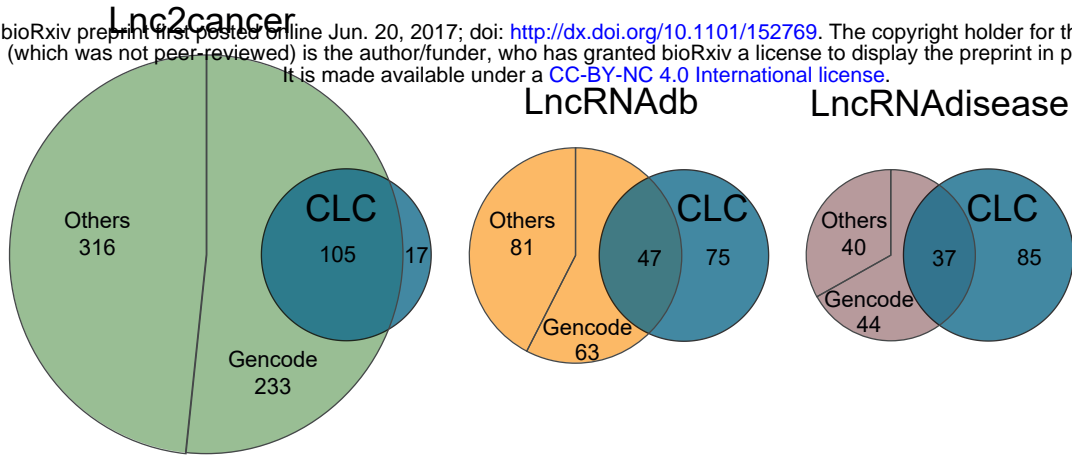 Lnc2cancer
bioRxiv preprint first posted online Jun. 20, 2017; doi: http://dx.doi.org/10.1101/152769. The copyright holder for th
(which was not peer-reviewed) is the author/funder, who has granted bioRxiv a license to display the preprint in p
It is made available under a CC-BY-NC 4.0 International license.
LncRNAdb
LncRNAdisease
Others
316
CLC
105
17
Gencode
233
Others
81
CLC
47
75
Gencode
63
Others
40
CLC
37
85
Gencode
44